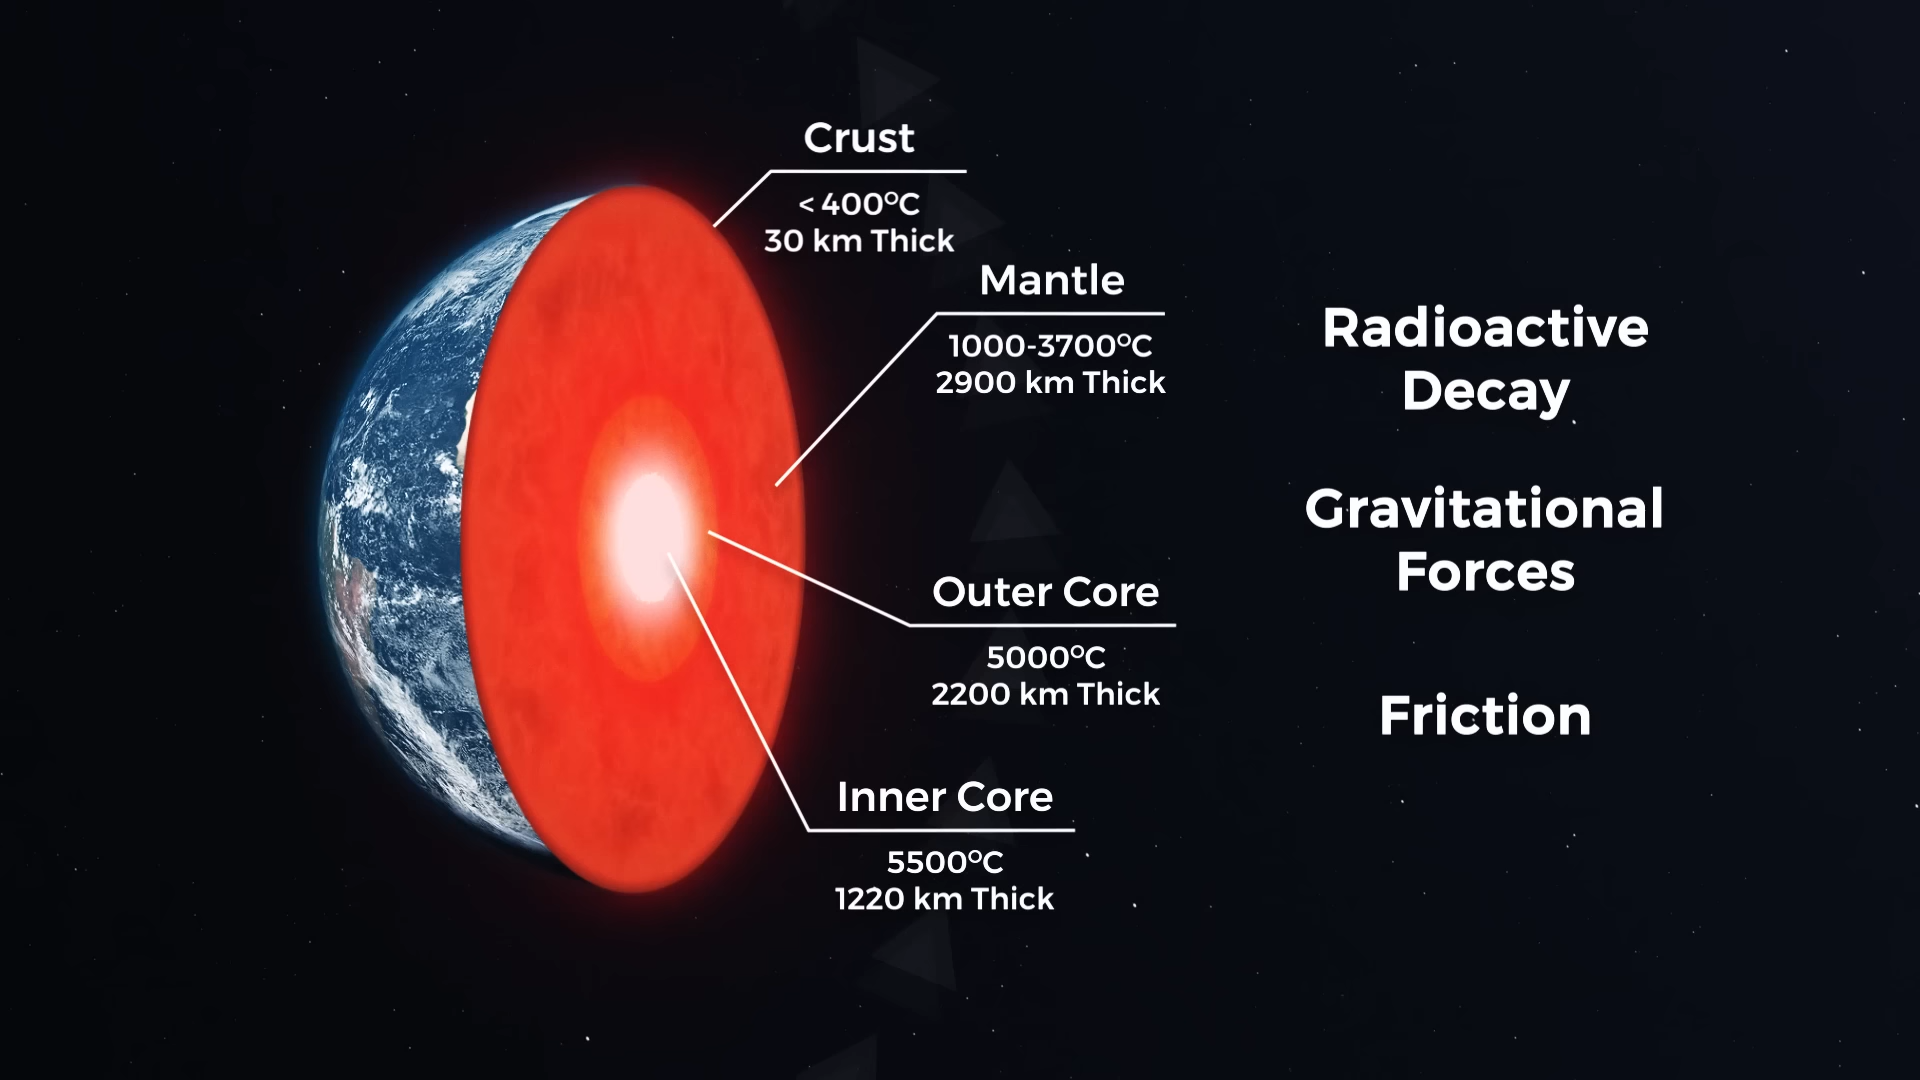 Crust
< 400°C
30 km Thick
Mantle
1000-3700°C
2900 km Thick
Outer Core
5000°C
2200 km Thick
Inner Core
5500°C
1220 km Thick
Radioactive
Decay
Gravitational
Forces
Friction